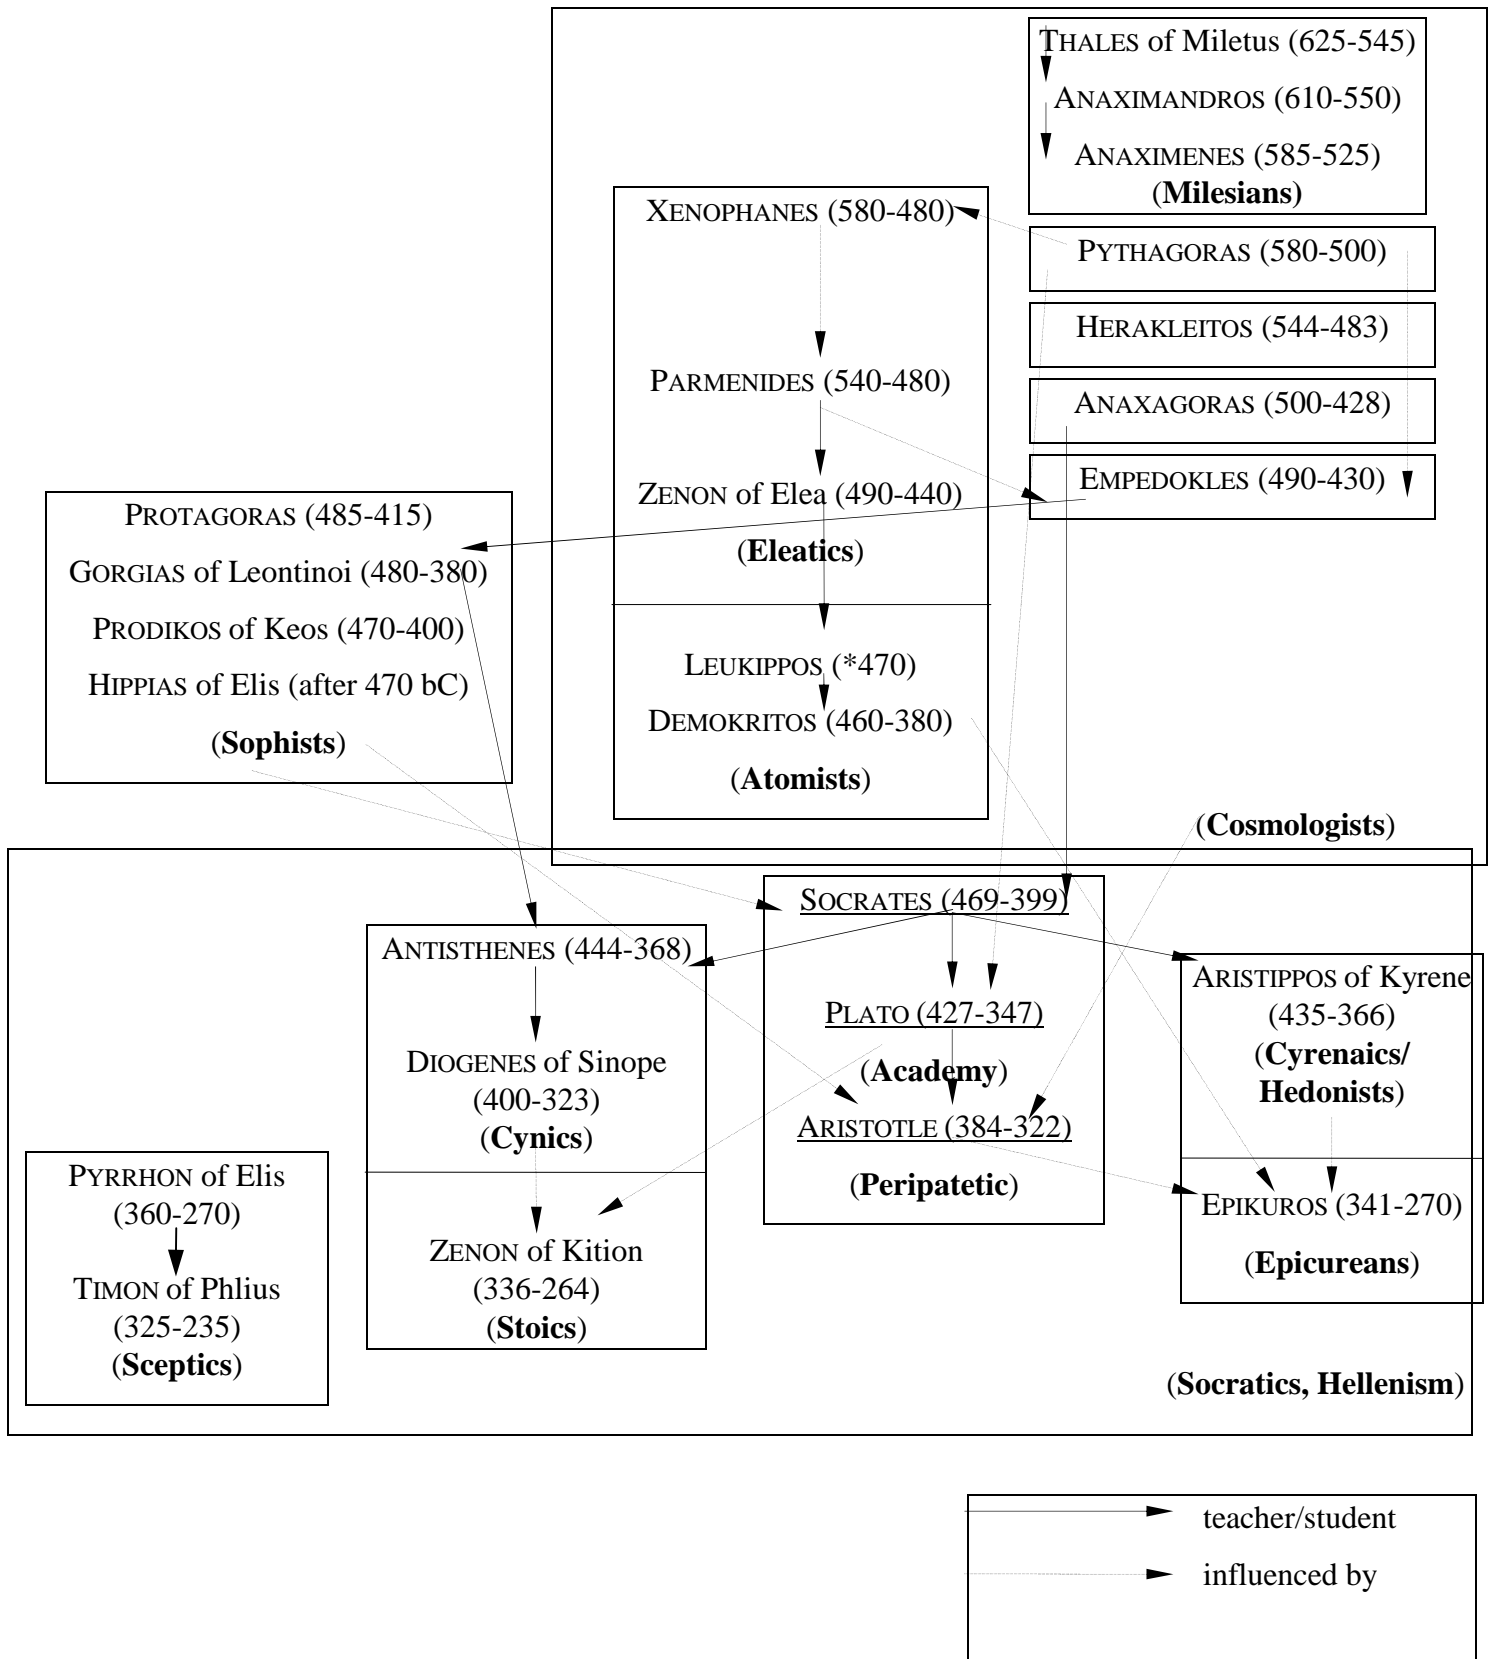 THALES of Miletus (625-545)
ANAXIMANDROS (610-550)
ANAXIMENES (585-525)
(Milesians)
XENOPHANES (580-480)
PYTHAGORAS (580-500)
HERAKLEITOS (544-483)
PARMENIDES (540-480)
ANAXAGORAS (500-428)
EMPEDOKLES (490-430)
ZENON of Elea (490-440)
(Eleatics)
PROTAGORAS (485-415)
GORGIAS of Leontinoi (480-380)
PRODIKOS of Keos (470-400)
HIPPIAS of Elis (after 470 bC)
(Sophists)
LEUKIPPOS (*470)
DEMOKRITOS (460-380)
(Atomists)
(Cosmologists)
SOCRATES (469-399)
PLATO (427-347)
(Academy)
ARISTOTLE (384-322)
(Peripatetic)
ANTISTHENES (444-368)
DIOGENES of Sinope
(400-323)
(Cynics)
ZENON of Kition
(336-264)
(Stoics)
ARISTIPPOS of Kyrene
(435-366)
(Cyrenaics/
Hedonists)
EPIKUROS (341-270)
(Epicureans)
PYRRHON of Elis
(360-270)
TIMON of Phlius
(325-235)
(Sceptics)
(Socratics, Hellenism)
teacher/student
influenced by